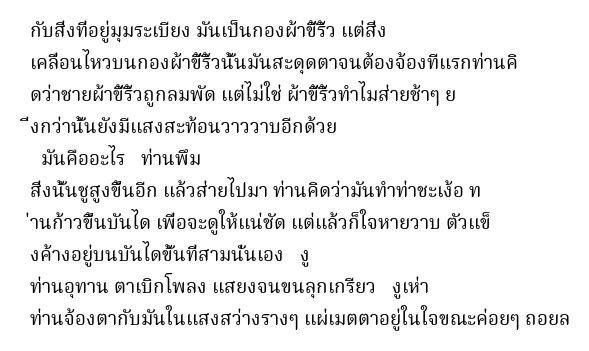 กับสิ่งที่อยู่มุมระเบียง มันเป็นกองผ้าขี้ริ้ว แต่สิ่ง
เคลื่อนไหวบนกองผ้าขี้ริ้วนั้นมันสะดุดตาจนต้องจ้องทีแรกท่านคิ
ดว่าชายผ้าขี้ริ้วถูกลมพัด แต่ไม่ใช่ ผ้าขี้ริ้วทำไมส่ายช้าๆ ย
ิ่งกว่านั้นยังมีแสงสะท้อนวาววาบอีกด้วย
มันคืออะไร ท่านพึม
สิ่งนั้นชูสูงขึ้นอีก แล้วส่ายไปมา ท่านคิดว่ามันทำท่าชะเง้อ ท
่านก้าวขึ้นบันได เพื่อจะดูให้แน่ชัด แต่แล้วก็ใจหายวาบ ตัวแข็
งค้างอยู่บนบันไดขั้นที่สามนั่นเอง งู
ท่านอุทาน ตาเบิกโพลง แสยงจนขนลุกเกรียว งูเห่า
ท่านจ้องตากับมันในแสงสว่างรางๆ แผ่เมตตาอยู่ในใจขณะค่อยๆ ถอยล